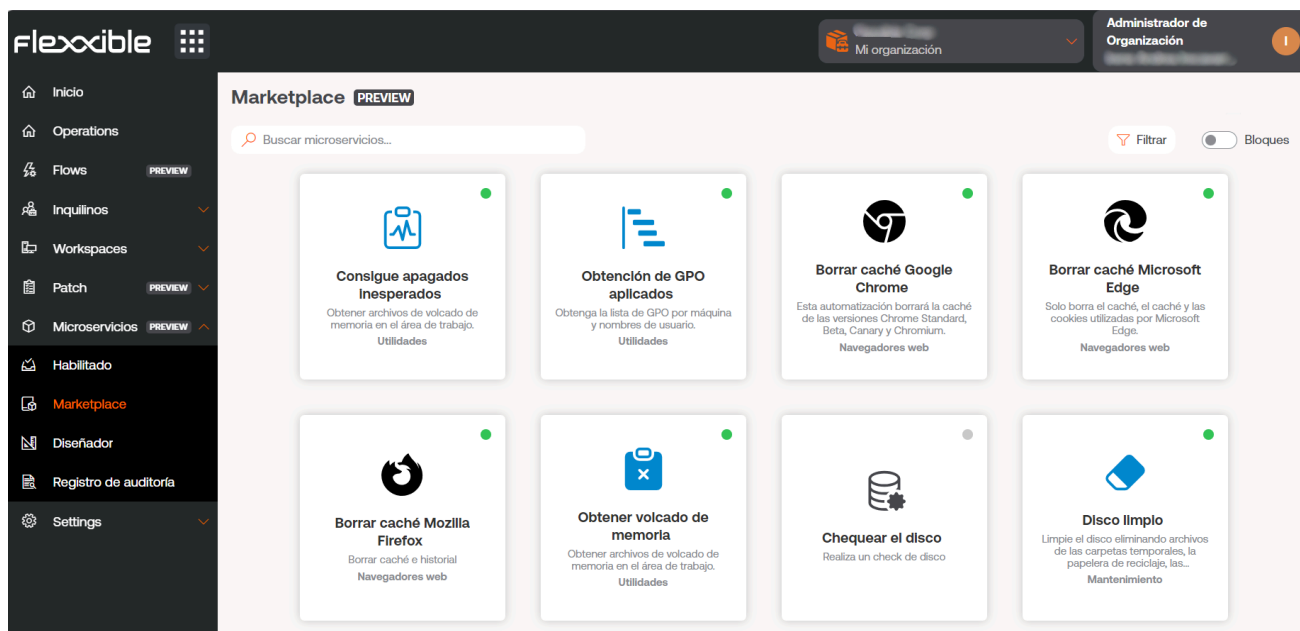 Flexxible
Mi organización
Administrador de
Organización
I
Inicio
Operations
Flows PREVIEW
Inquilinos
Workspaces
Patch PREVIEW
Microservicios PREVIEW
Habilitado
Marketplace
Diseñador
Registro de auditoría
Settings
Marketplace PREVIEW
Buscar microservicios...
Filtrar
Bloques
Consigue apagados
inesperados
Obtener archivos de volcado de
memoria en el área de trabajo.
Utilidades
Obtención de GPO
aplicados
Obtenga la lista de GPO por máquina
y nombres de usuario.
Utilidades
Borrar caché Google
Chrome
Esta automatización borrará la caché
de las versiones Chrome Standard,
Beta, Canary y Chromium.
Navegadores web
Borrar caché Microsoft
Edge
Solo borra el caché, el caché y las
cookies utilizadas por Microsoft
Edge.
Navegadores web
Borrar caché Mozilla
Firefox
Borrar caché e historial
Navegadores web
Obtener volcado de
memoria
Obtener archivos de volcado de
memoria en el área de trabajo.
Utilidades
Chequear el disco
Realiza un check de disco
Disco limpio
Limpie el disco eliminando archivos
de las carpetas temporales, la
papelera de reciclaje, las...
Mantenimiento